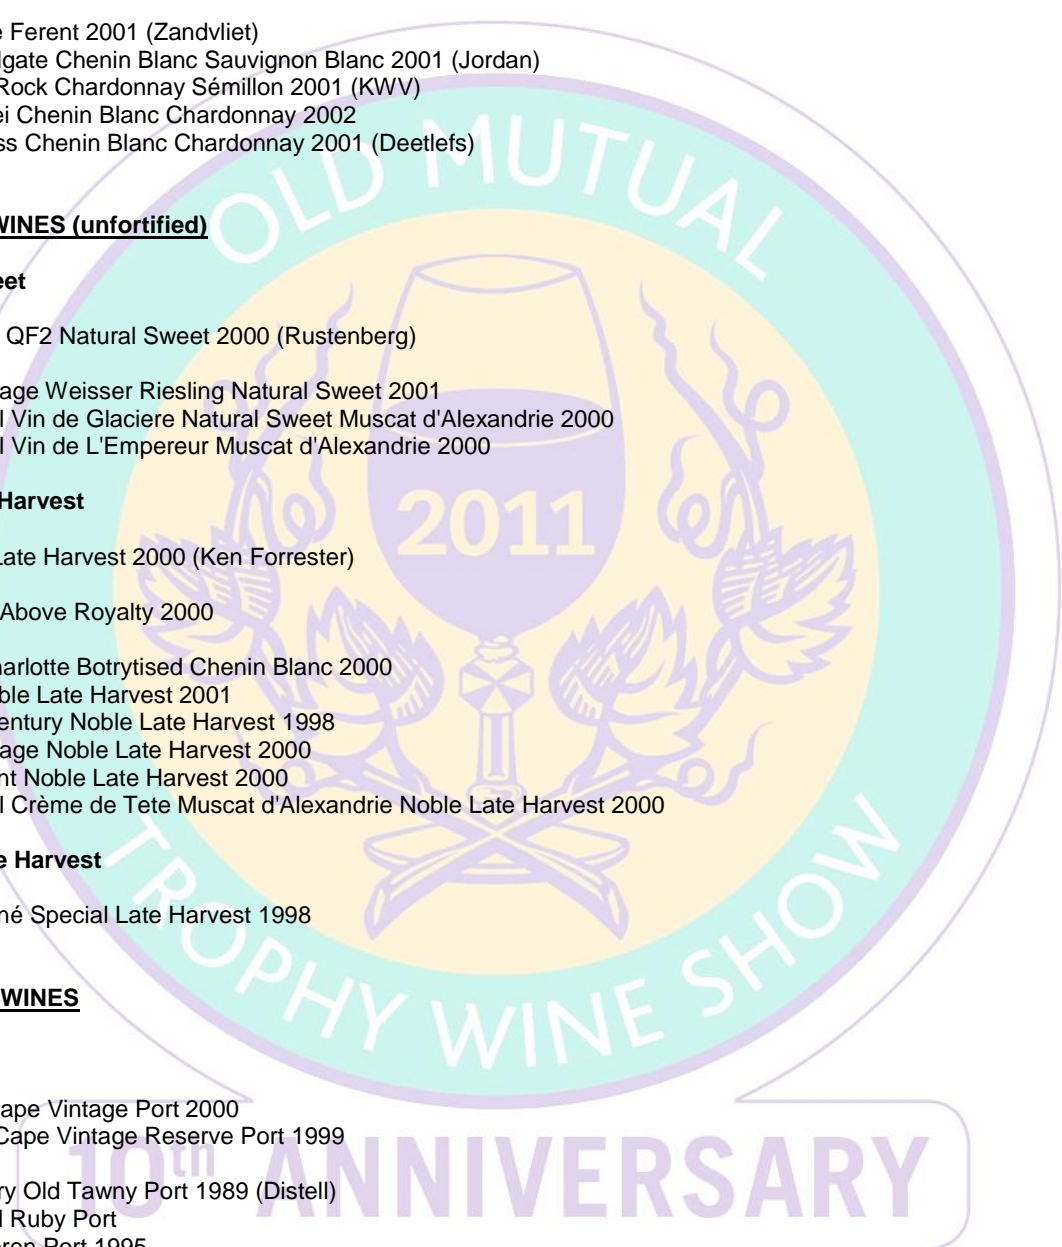 e Ferent 2001 (Zandvliet)
lgate Chenin Blanc Sauvignon Blanc 2001 (Jordan)
Rock Chardonnay Sémillon 2001 (KWV)
ei Chenin Blanc Chardonnay 2002
ss Chenin Blanc Chardonnay 2001 (Deetlefs)
WINES (unfortified)
eet
QF2 Natural Sweet 2000 (Rustenberg)
age Weisser Riesling Natural Sweet 2001
l Vin de Glaciere Natural Sweet Muscat d'Alexandrie 2000
l Vin de L'Empereur Muscat d'Alexandrie 2000
Harvest
Late Harvest 2000 (Ken Forrester)
Above Royalty 2000
harlotte Botrytised Chenin Blanc 2000
ble Late Harvest 2001
entury Noble Late Harvest 1998
age Noble Late Harvest 2000
nt Noble Late Harvest 2000
l Crème de Tete Muscat d'Alexandrie Noble Late Harvest 2000
e Harvest
né Special Late Harvest 1998
WINES
ape Vintage Port 2000
Cape Vintage Reserve Port 1999
ry Old Tawny Port 1989 (Distell)
d Ruby Port
Port 1995
OLD MUTUAL
2011
TROPHY WINE SHOW
10th ANNIVERSARY